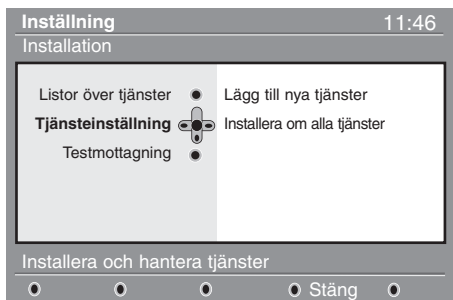 Inställning 11:46
Installation
Listor över tjänster Lägg till nya tjänster
Tjänsteinställning Installera om alla tjänster
Testmottagning
Installera och hantera tjänster
Stäng